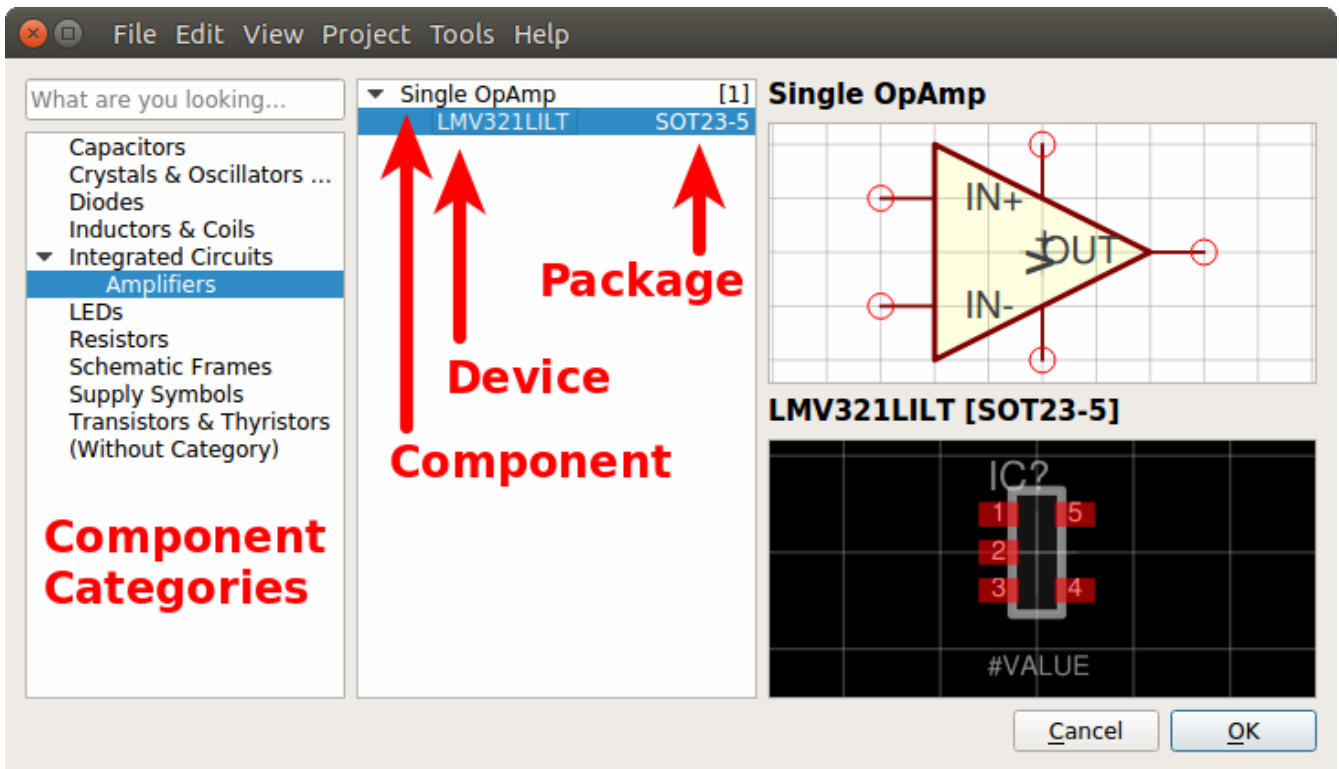 File Edit View Project Tools Help
What are you looking...
Capacitors
Crystals & Oscillators ...
Diodes
Inductors & Coils
Integrated Circuits
Amplifiers
LEDs
Resistors
Schematic Frames
Supply Symbols
Transistors & Thyristors
(Without Category)
Component
Categories
Single OpAmp [1]
LMV321LILT SOT23-5
Package
Device
Component
Single OpAmp
IN+
OUT
IN-
LMV321LILT [SOT23-5]
IC?
1 5
2
3 4
#VALUE
Cancel OK